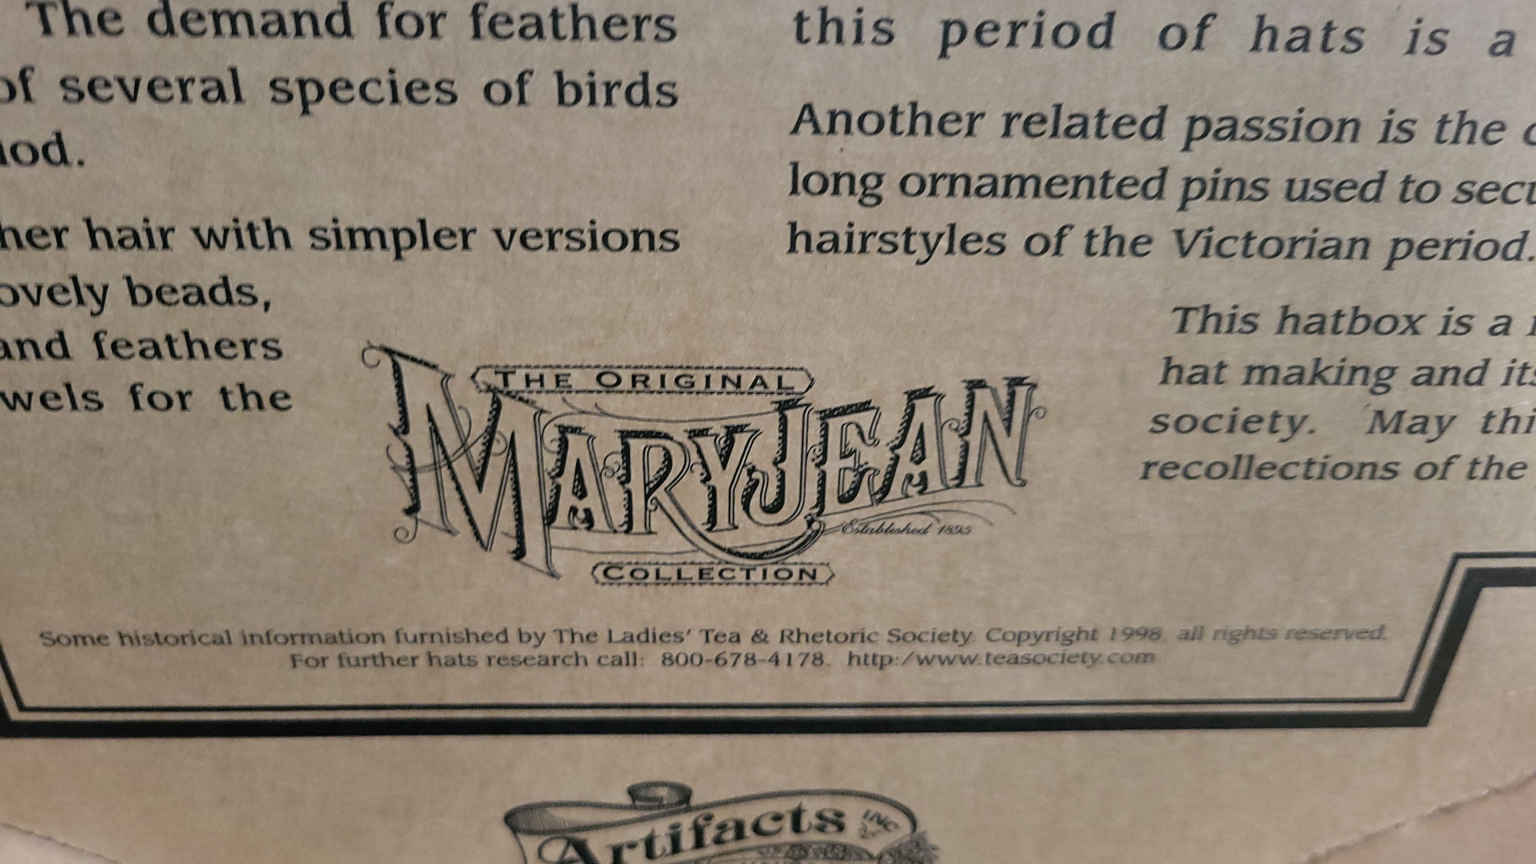 The demand for feathers
of several species of birds
iod.
her hair with simpler versions
ovely beads,
and feathers
wels for the
this period of hats is a
Another related passion is the
long ornamented pins used to secu
hairstyles of the Victorian period.
This hatbox is a
hat making and its
society. May thi
recollections of the
THE ORIGINAL
MARYJEAN
Established 1895
COLLECTION
Some historical information furnished by The Ladies' Tea & Rhetoric Society. Copyright 1998, all rights reserved.
For further hats research call: 800-678-4178. http:/www.teasociety.com
Artifacts INC